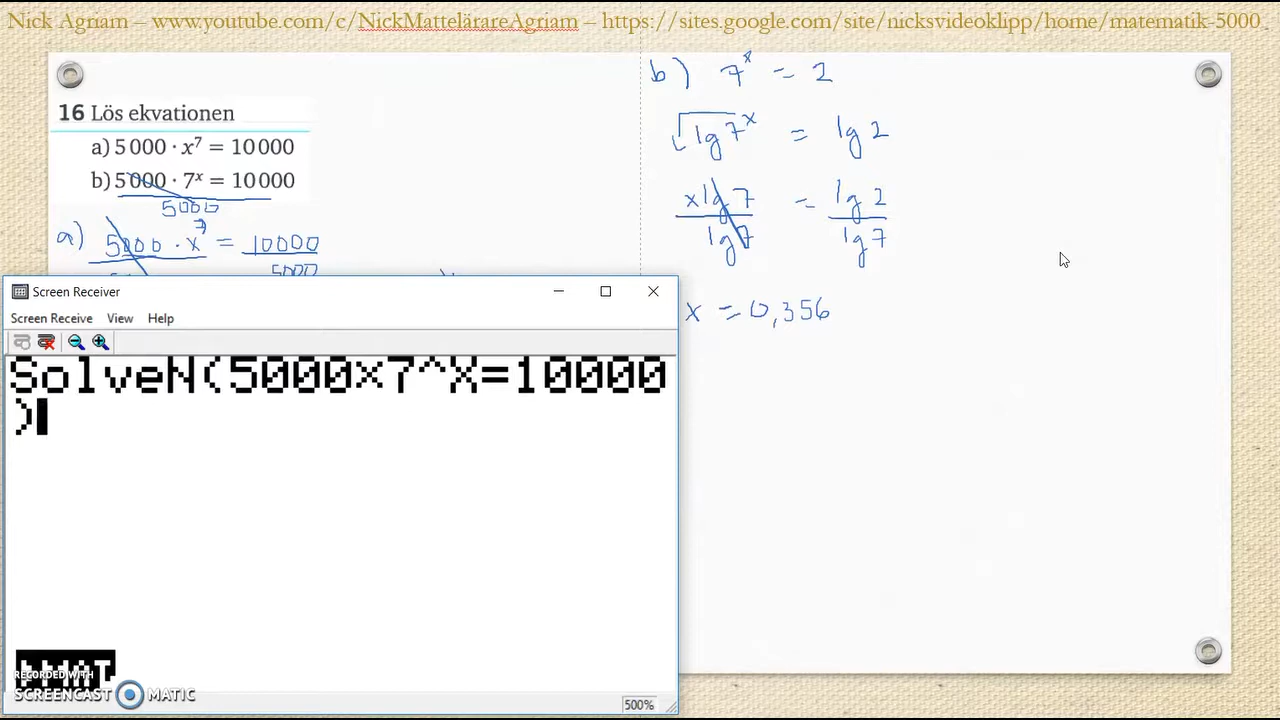 Nick Agriam – www.youtube.com/c/NickMattelärareAgriam – https://sites.google.com/site/nicksvideoklipp/home/matematik-5000
16 Lös ekvationen
a) 5 000 · x⁷ = 10 000
b) 5 000 · 7ˣ = 10 000
5000
a) 5000 · x⁷ = 10000
5000
b) 7ˣ = 2
lg 7ˣ = lg 2
x lg 7 = lg 2
lg 7 lg 7
x = 0,356
Screen Receiver
Screen Receive View Help
SolveN(5000×7^X=10000
)
▶MAT
RECORDED WITH
SCREENCAST MATIC
500%